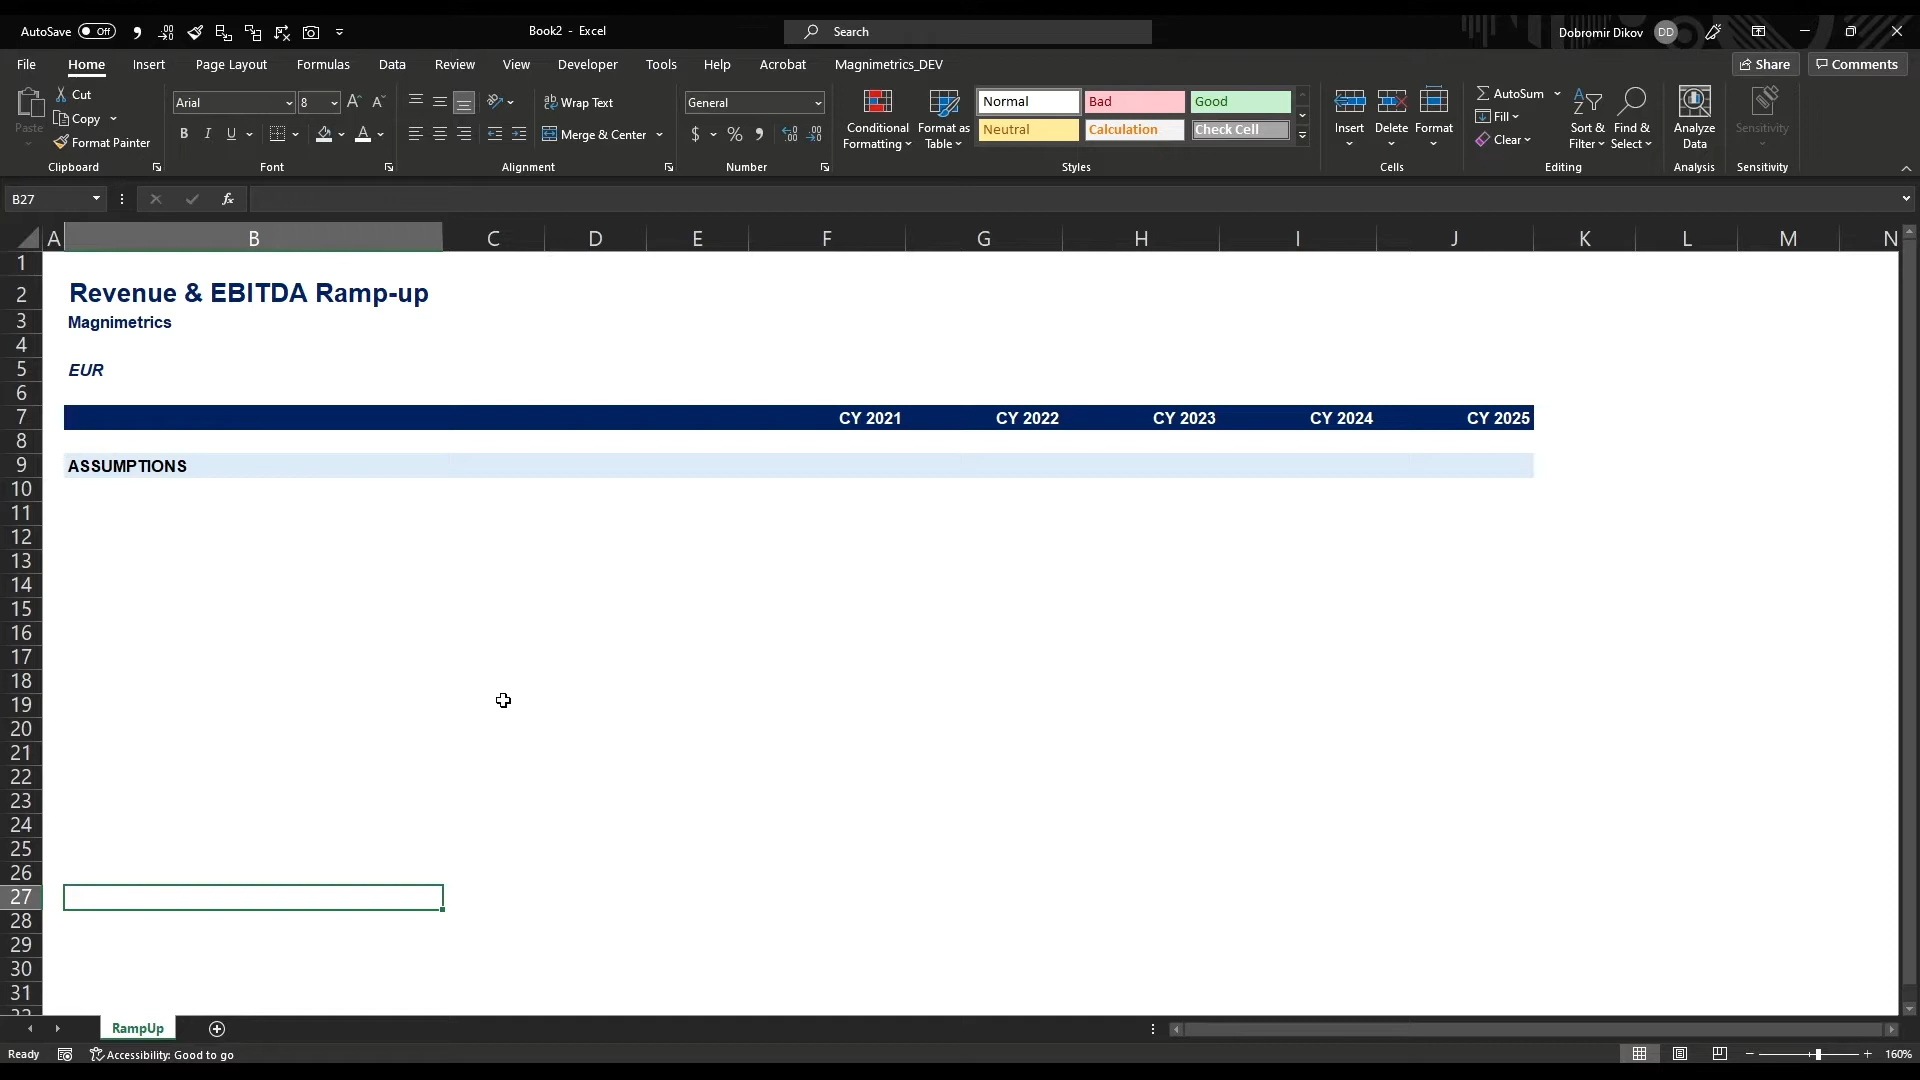 AutoSave Off
Book2 - Excel
Search
Dobromir Dikov DD
File Home Insert Page Layout Formulas Data Review View Developer Tools Help Acrobat Magnimetrics_DEV Share Comments
Paste
Cut
Copy
Format Painter
Clipboard
Arial 8
B I U
Font
Wrap Text
Merge & Center
Alignment
General
$ % ,
Number
Conditional Formatting
Format as Table
Normal Bad Good
Neutral Calculation Check Cell
Styles
Insert Delete Format
Cells
AutoSum
Fill
Clear
Sort & Filter
Find & Select
Editing
Analyze Data
Analysis
Sensitivity
Sensitivity
B27 fx
A B C D E F G H I J K L M N
1
2 Revenue & EBITDA Ramp-up
3 Magnimetrics
4
5 EUR
6
7 CY 2021 CY 2022 CY 2023 CY 2024 CY 2025
8
9 ASSUMPTIONS
10
11
12
13
14
15
16
17
18
19
20
21
22
23
24
25
26
27
28
29
30
31
32
RampUp
Ready Accessibility: Good to go 160%